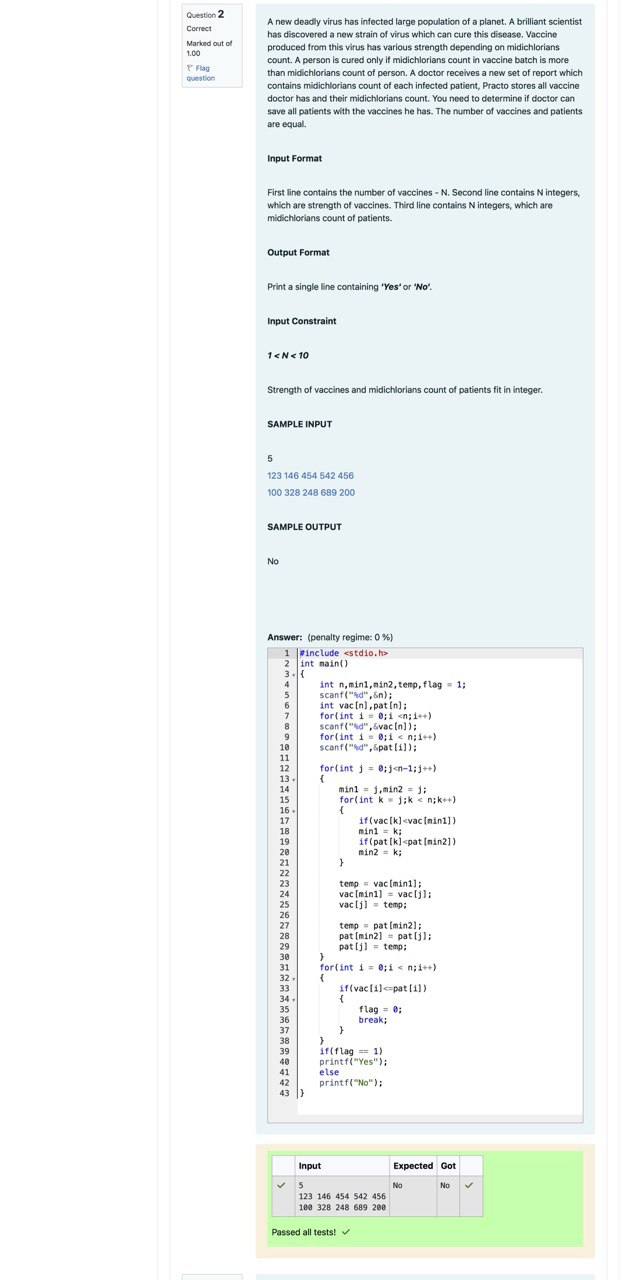 Question 2
Correct
Marked out of
1.00
Flag
question
A new deadly virus has infected large population of a planet. A brilliant scientist
has discovered a new strain of virus which can cure this disease. Vaccine
produced from this virus has various strength depending on midichlorians
count. A person is cured only if midichlorians count in vaccine batch is more
than midichlorians count of person. A doctor receives a new set of report which
contains midichlorians count of each infected patient, Practo stores all vaccine
doctor has and their midichlorians count. You need to determine if doctor can
save all patients with the vaccines he has. The number of vaccines and patients
are equal.
Input Format
First line contains the number of vaccines - N. Second line contains N integers,
which are strength of vaccines. Third line contains N integers, which are
midichlorians count of patients.
Output Format
Print a single line containing 'Yes' or 'No'.
Input Constraint
1 < N < 10
Strength of vaccines and midichlorians count of patients fit in integer.
SAMPLE INPUT
5
123 146 454 542 456
100 328 248 689 200
SAMPLE OUTPUT
No
Answer: (penalty regime: 0 %)
1 #include <stdio.h>
2 int main()
3 {
4 int n,min1,min2,temp,flag = 1;
5 scanf("%d",&n);
6 int vac[n],pat[n];
7 for(int i = 0;i <n;i++)
8 scanf("%d",&vac[n]);
9 for(int i = 0;i < n;i++)
10 scanf("%d",&pat[i]);
11
12 for(int j = 0;j<n-1;j++)
13 {
14 min1 = j,min2 = j;
15 for(int k = j;k < n;k++)
16 {
17 if(vac[k]<vac[min1])
18 min1 = k;
19 if(pat[k]<pat[min2])
20 min2 = k;
21 }
22
23 temp = vac[min1];
24 vac[min1] = vac[j];
25 vac[j] = temp;
26
27 temp = pat[min2];
28 pat[min2] = pat[j];
29 pat[j] = temp;
30 }
31 for(int i = 0;i < n;i++)
32 {
33 if(vac[i]<=pat[i])
34 {
35 flag = 0;
36 break;
37 }
38 }
39 if(flag == 1)
40 printf("Yes");
41 else
42 printf("No");
43 }
Input Expected Got
5 No No
123 146 454 542 456
100 328 248 689 200
Passed all tests!